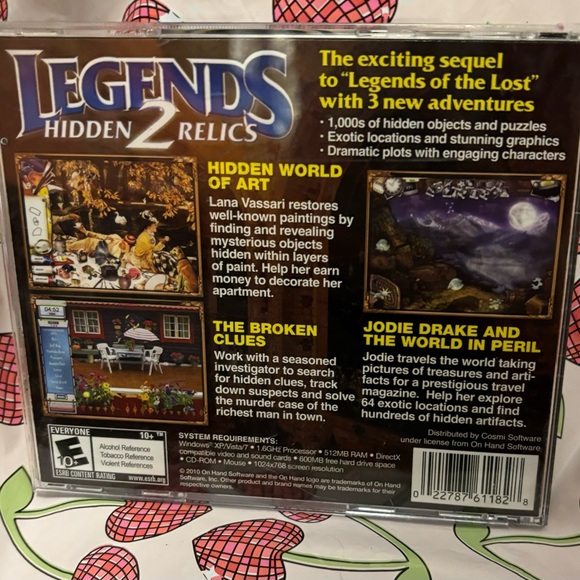 LEGENDS 2
HIDDEN RELICS
The exciting sequel
to "Legends of the Lost"
with 3 new adventures
• 1,000s of hidden objects and puzzles
• Exotic locations and stunning graphics
• Dramatic plots with engaging characters
HIDDEN WORLD
OF ART
Lana Vassari restores
well-known paintings by
finding and revealing
mysterious objects
hidden within layers
of paint. Help her earn
money to decorate her
apartment.
04:52
THE BROKEN
CLUES
Work with a seasoned
investigator to search
for hidden clues, track
down suspects and solve
the murder case of the
richest man in town.
JODIE DRAKE AND
THE WORLD IN PERIL
Jodie travels the world taking
pictures of treasures and arti-
facts for a prestigious travel
magazine. Help her explore
64 exotic locations and find
hundreds of hidden artifacts.
Distributed by Cosmi Software
under license from On Hand Software
EVERYONE 10+™
E 10+
Alcohol Reference
Tobacco Reference
Violent References
ESRB CONTENT RATING www.esrb.org
SYSTEM REQUIREMENTS:
Windows® XP/Vista/7 • 1.6GHz Processor • 512MB RAM • DirectX
compatible video and sound cards • 600MB free hard drive space
• CD-ROM • Mouse • 1024x768 screen resolution
© 2010 On Hand Software and the On Hand logo are trademarks of On Hand
Software, Inc. Other product and brand names may be trademarks for their
respective owners.
0 22787 61182 8